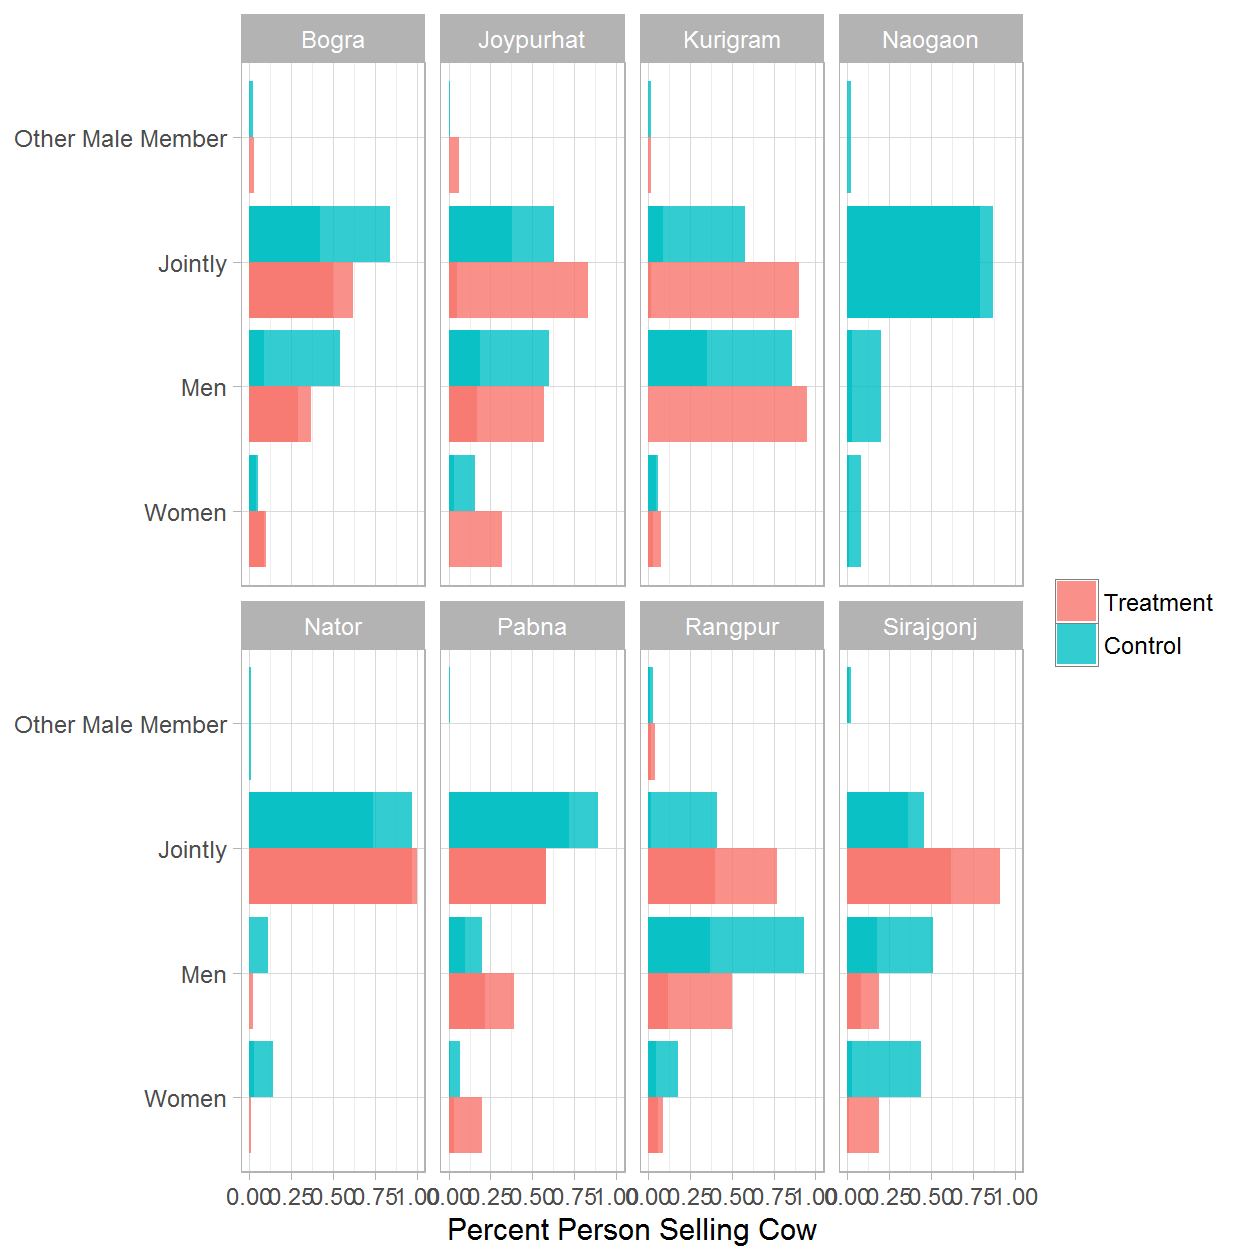 Bogra Joypurhat Kurigram Naogaon
Other Male Member
Jointly
Men
Women
Nator Pabna Rangpur Sirajgonj
Other Male Member
Jointly
Men
Women
0.00 0.25 0.50 0.75 1.00 0.00 0.25 0.50 0.75 1.00 0.00 0.25 0.50 0.75 1.00 0.00 0.25 0.50 0.75 1.00
Percent Person Selling Cow
Treatment
Control